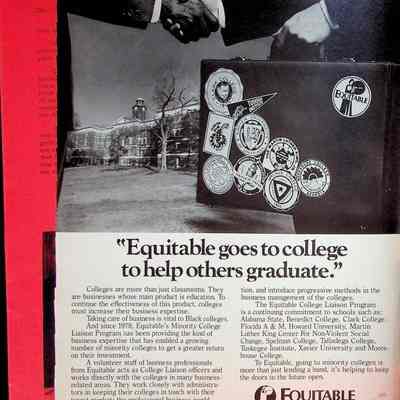 EQUITABLE
"Equitable goes to college
to help others graduate."
Colleges are more than just classrooms. They
are businesses whose main product is education. To
continue the effectiveness of this product, colleges
must increase their business expertise.
Taking care of business is vital to Black colleges.
And since 1978, Equitable's Minority College
Liaison Program has been providing the kind of
business expertise that has enabled a growing
number of minority colleges to get a greater return
on their investment.
A volunteer staff of business professionals
from Equitable acts as College Liaison officers and
works directly with the colleges in many business-
related areas. They work closely with administra-
tors in keeping their colleges in touch with their
tion, and introduce progressive methods in the
business management of the colleges.
The Equitable College Liaison Program
is a continuing commitment to schools such as:
Alabama State, Benedict College, Clark College,
Florida A & M, Howard University, Martin
Luther King Center For Non-Violent Social
Change, Spelman College, Talladega College,
Tuskegee Institute, Xavier University and More-
house College.
To Equitable, going to minority colleges is
more than just lending a hand, it's helping to keep
the doors to the future open.
EQUITABLE